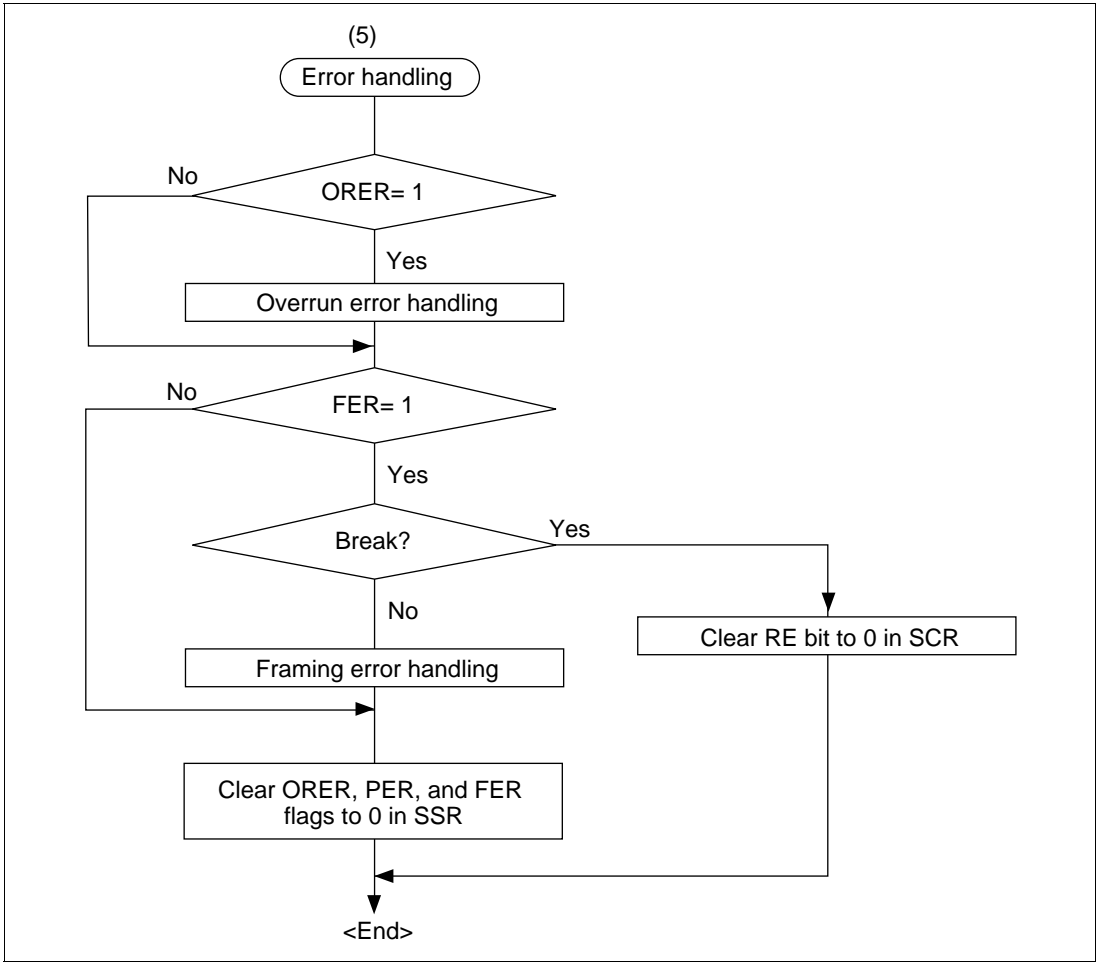 (5)
Error handling
No
ORER= 1
Yes
Overrun error handling
No
FER= 1
Yes
Break?
Yes
No
Clear RE bit to 0 in SCR
Framing error handling
Clear ORER, PER, and FER
flags to 0 in SSR
<End>